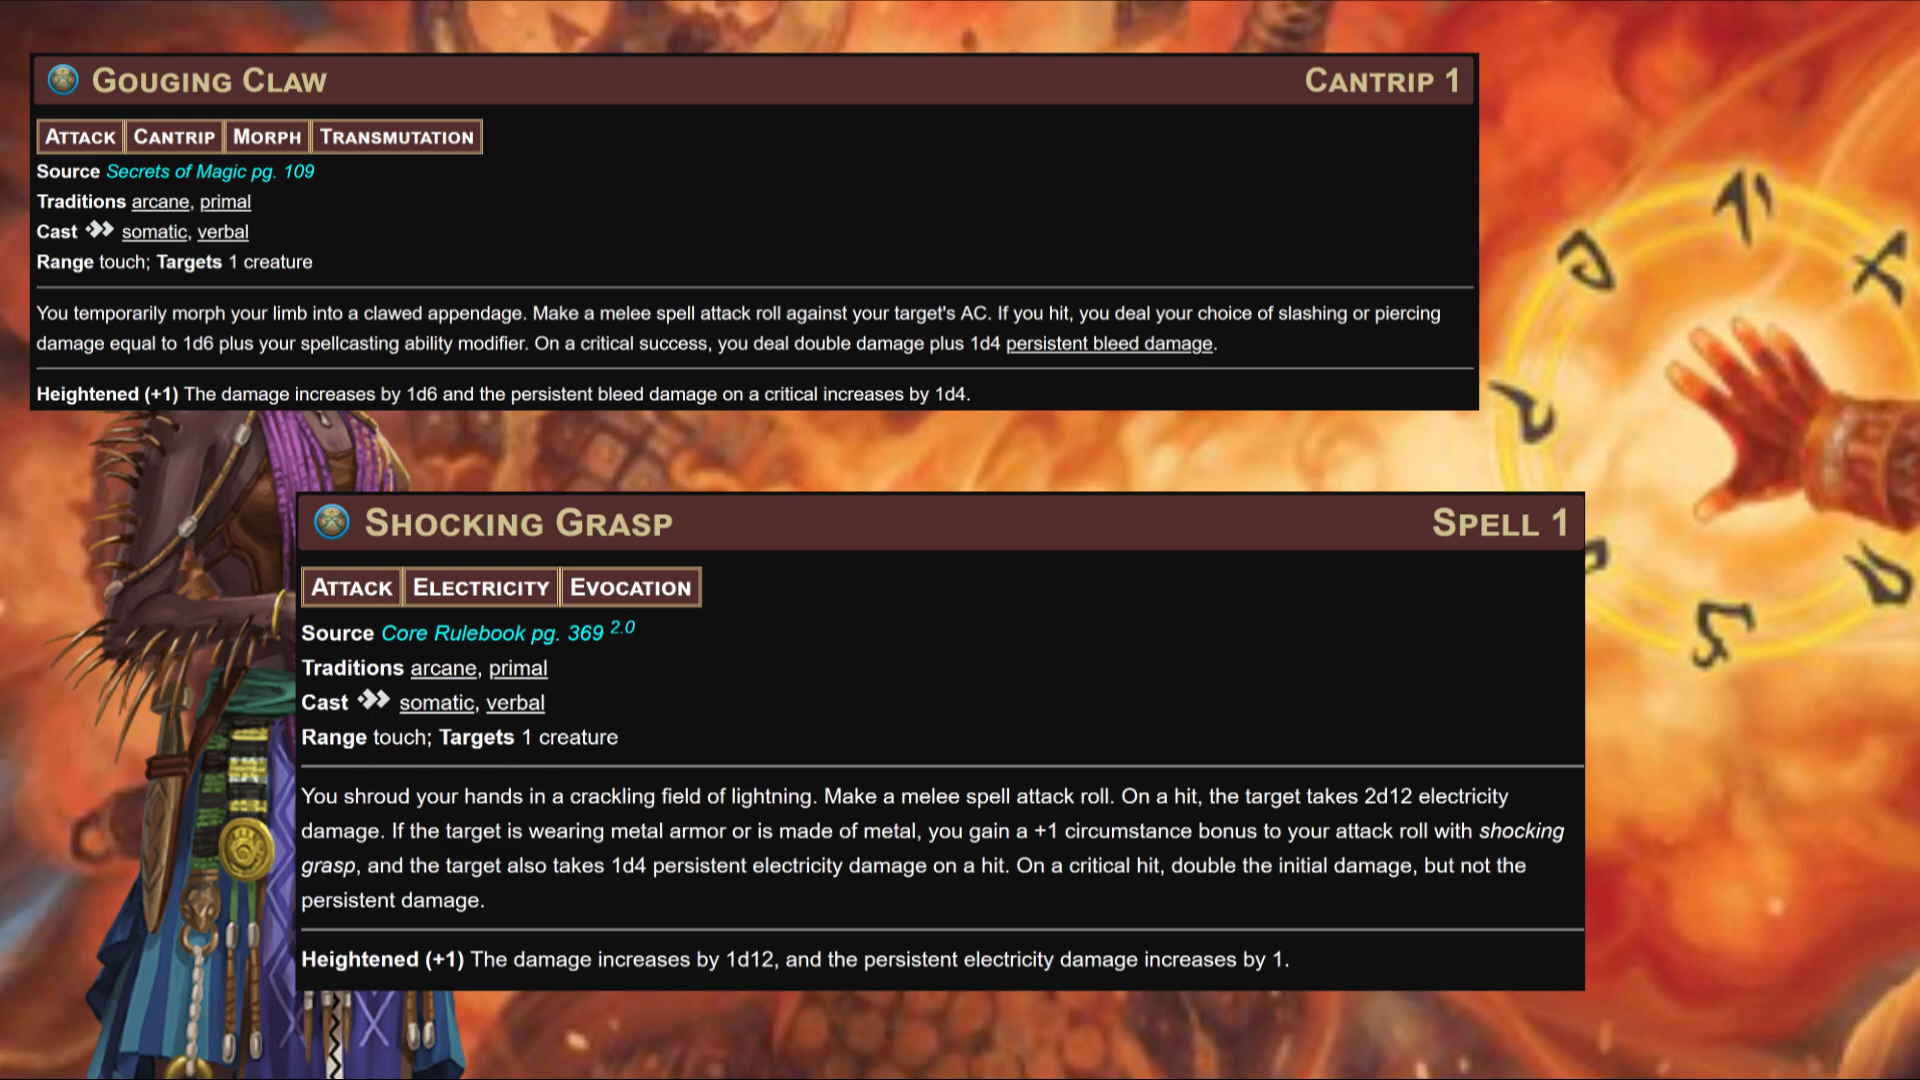 Gouging Claw Cantrip 1
Attack Cantrip Morph Transmutation
Source Secrets of Magic pg. 109
Traditions arcane, primal
Cast somatic, verbal
Range touch; Targets 1 creature
You temporarily morph your limb into a clawed appendage. Make a melee spell attack roll against your target's AC. If you hit, you deal your choice of slashing or piercing
damage equal to 1d6 plus your spellcasting ability modifier. On a critical success, you deal double damage plus 1d4 persistent bleed damage.
Heightened (+1) The damage increases by 1d6 and the persistent bleed damage on a critical increases by 1d4.
Shocking Grasp Spell 1
Attack Electricity Evocation
Source Core Rulebook pg. 369 2.0
Traditions arcane, primal
Cast somatic, verbal
Range touch; Targets 1 creature
You shroud your hands in a crackling field of lightning. Make a melee spell attack roll. On a hit, the target takes 2d12 electricity
damage. If the target is wearing metal armor or is made of metal, you gain a +1 circumstance bonus to your attack roll with shocking
grasp, and the target also takes 1d4 persistent electricity damage on a hit. On a critical hit, double the initial damage, but not the
persistent damage.
Heightened (+1) The damage increases by 1d12, and the persistent electricity damage increases by 1.